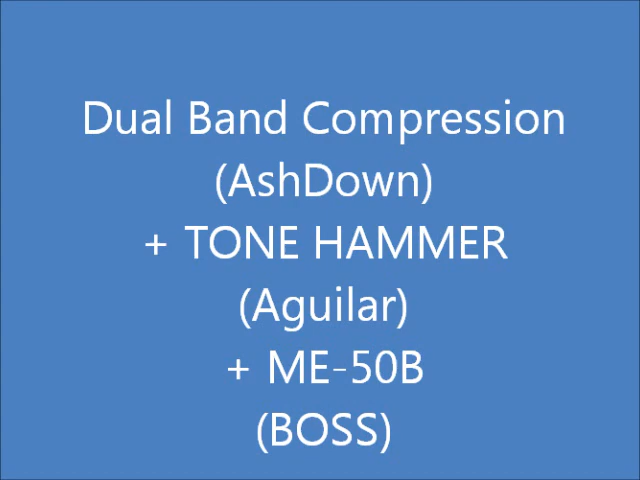 Dual Band Compression
(AshDown)
+ TONE HAMMER
(Aguilar)
+ ME-50B
(BOSS)